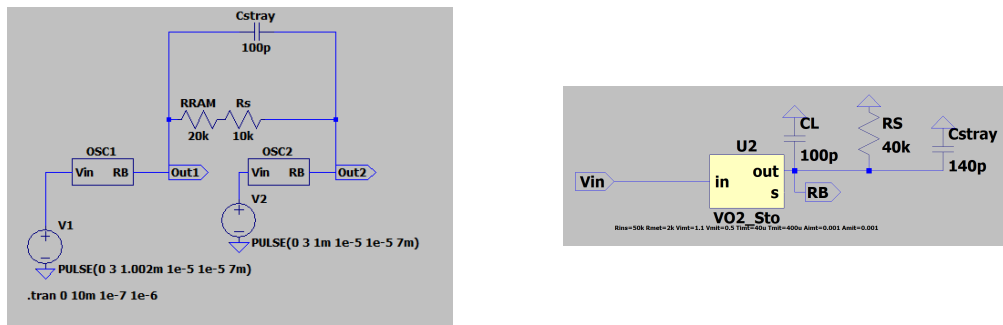 Cstray
100p
RRAM
Rs
20k
10k
OSC1
Vin
RB
Out1
OSC2
Vin
RB
Out2
V1
V2
PULSE(0 3 1m 1e-5 1e-5 7m)
PULSE(0 3 1.002m 1e-5 1e-5 7m)
.tran 0 10m 1e-7 1e-6
CL
100p
RS
40k
Cstray
140p
U2
Vin
in
out
s
RB
VO2_Sto
Rins=50k Rmet=2k Vimt=1.1 Vmit=0.5 Timt=40u Tmit=400u Aimt=0.001 Amit=0.001